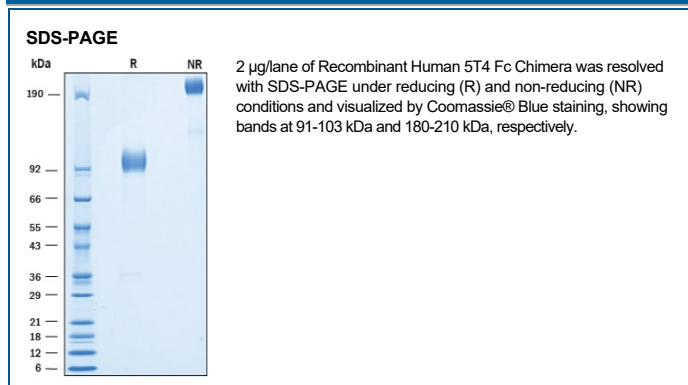 SDS-PAGE
kDa R NR
190
92
66
55
43
36
29
21
18
12
6
2 µg/lane of Recombinant Human 5T4 Fc Chimera was resolved
with SDS-PAGE under reducing (R) and non-reducing (NR)
conditions and visualized by Coomassie® Blue staining, showing
bands at 91-103 kDa and 180-210 kDa, respectively.